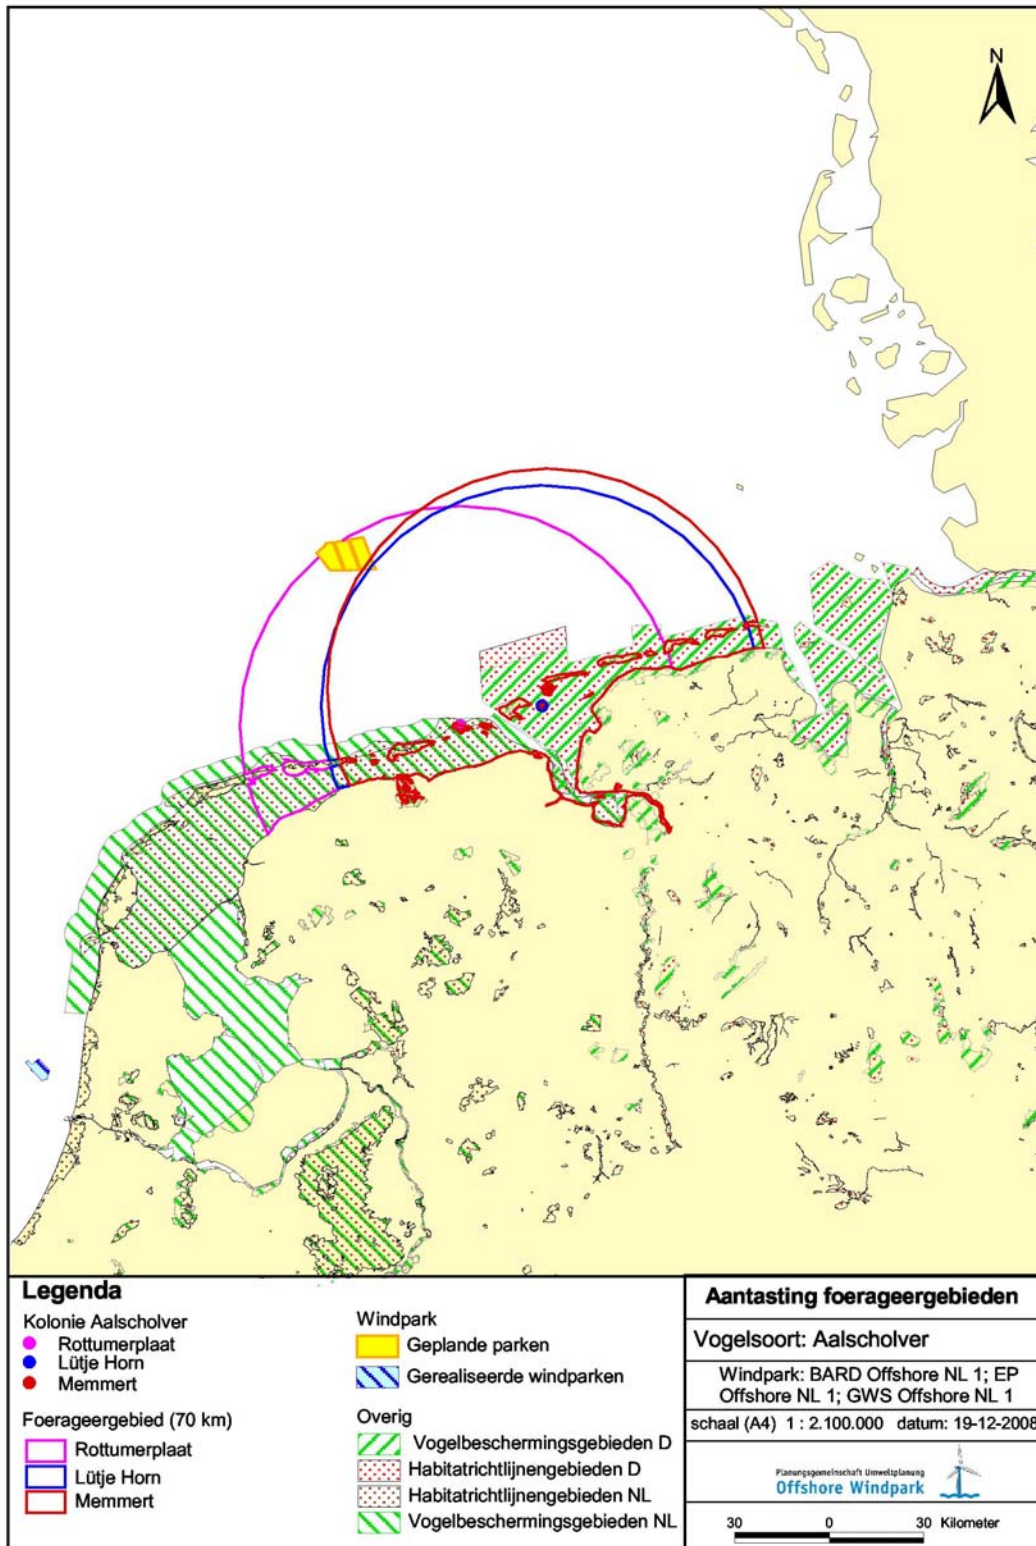 N
Legenda
Kolonie Aalscholver
Rottumerplaat
Lütje Horn
Memmert
Foerageergebied (70 km)
Rottumerplaat
Lütje Horn
Memmert
Windpark
Geplande parken
Gerealiseerde windparken
Overig
Vogelbeschermingsgebieden D
Habitatrichtlijnengebieden D
Habitatrichtlijnengebieden NL
Vogelbeschermingsgebieden NL
Aantasting foerageergebieden
Vogelsoort: Aalscholver
Windpark: BARD Offshore NL 1; EP
Offshore NL 1; GWS Offshore NL 1
schaal (A4) 1 : 2.100.000 datum: 19-12-2008
Planungsgemeinschaft Umweltplanung
Offshore Windpark
30 0 30 Kilometer